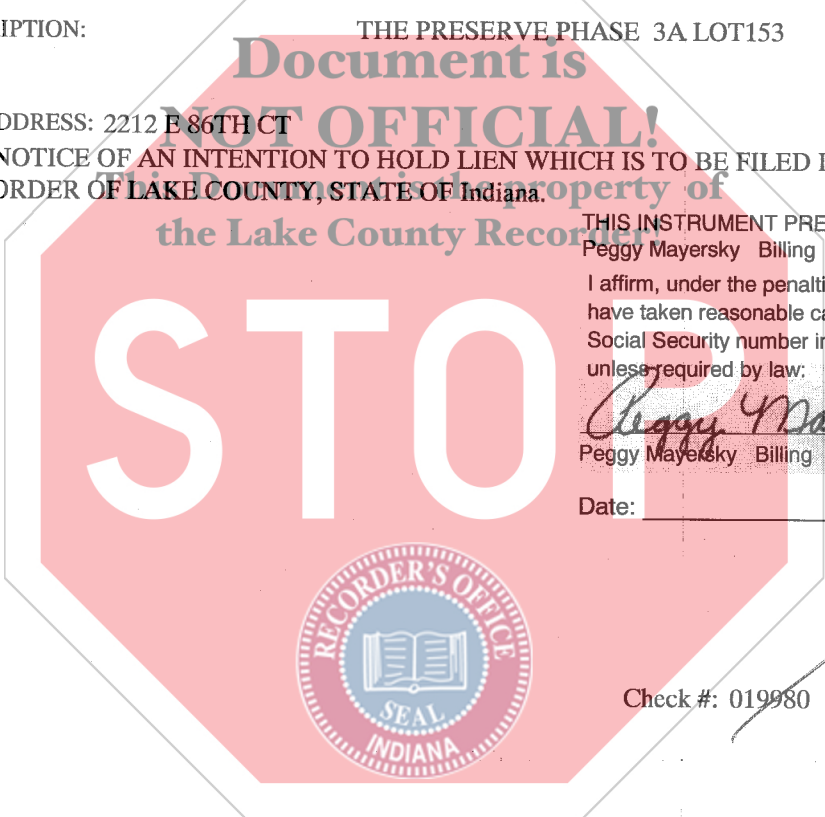 IPTION: THE PRESERVE PHASE 3A LOT153
Document is
DDRESS: 2212 E 86TH CT
NOT OFFICIAL!
NOTICE OF AN INTENTION TO HOLD LIEN WHICH IS TO BE FILED
ORDER OF LAKE COUNTY, STATE OF Indiana.
This Document is the property of
the Lake County Recorder!
THIS INSTRUMENT PRE
Peggy Mayersky Billing
I affirm, under the penalti
have taken reasonable ca
Social Security number in
unless required by law:
STOP
Peggy Ma
Peggy Mayersky Billing
Date:
RECORDER'S OFFICE
SEAL
INDIANA
Check #: 019980